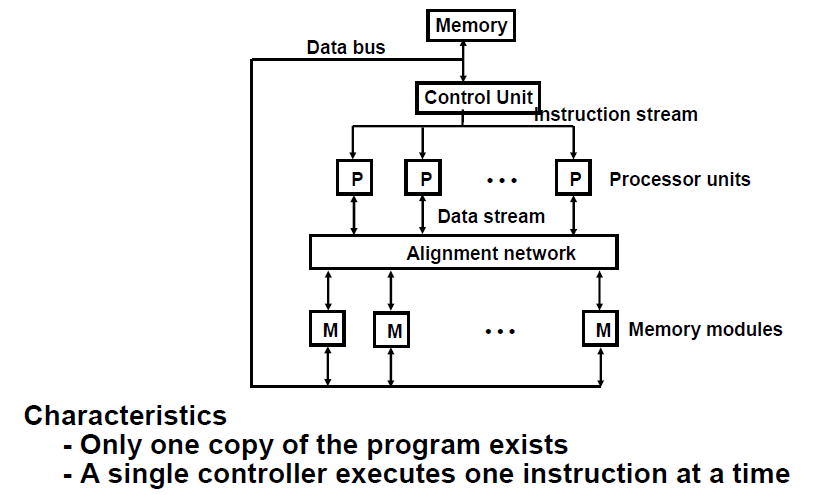 Memory
Data bus
Control Unit
Instruction stream
P P • • • P Processor units
Data stream
Alignment network
M M • • • M Memory modules
Characteristics
- Only one copy of the program exists
- A single controller executes one instruction at a time